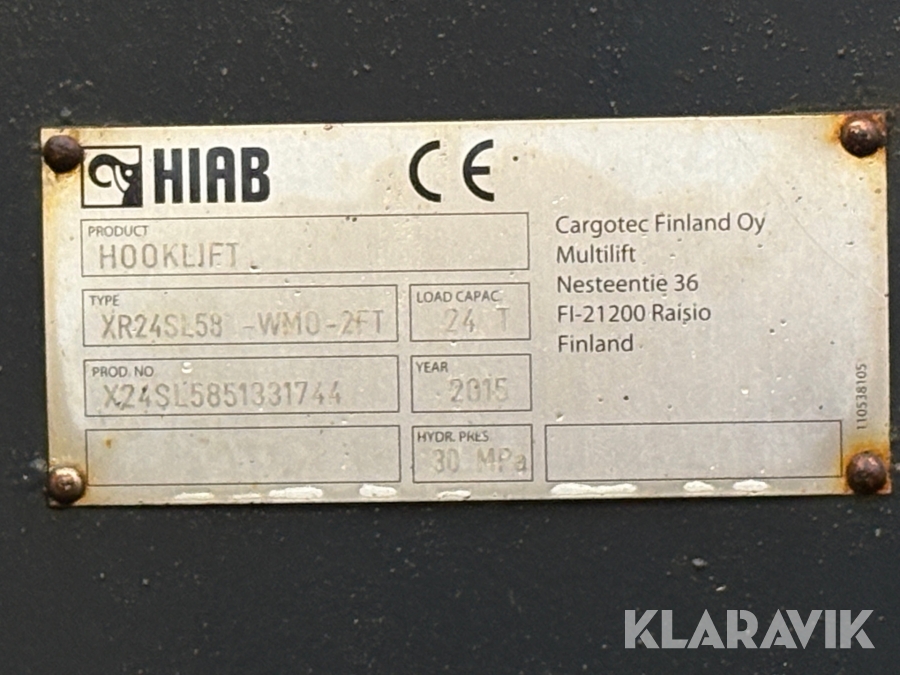 HIAB CE
PRODUCT
HOOKLIFT
TYPE
XR24SL58 -WMO-2FT
LOAD CAPAC
24 T
PROD. NO
X24SL5851331744
YEAR
2015
HYDR. PRES
30 MPa
Cargotec Finland Oy
Multilift
Nesteentie 36
FI-21200 Raisio
Finland
110538105
KLARAVIK